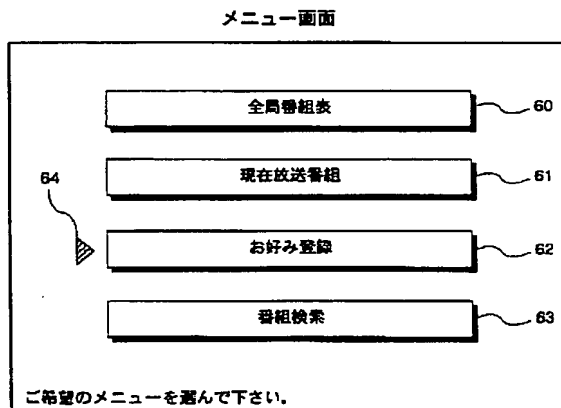 メニュー画面
全局番組表
60
現在放送番組
61
64
お好み登録
62
番組検索
63
ご希望のメニューを選んで下さい。